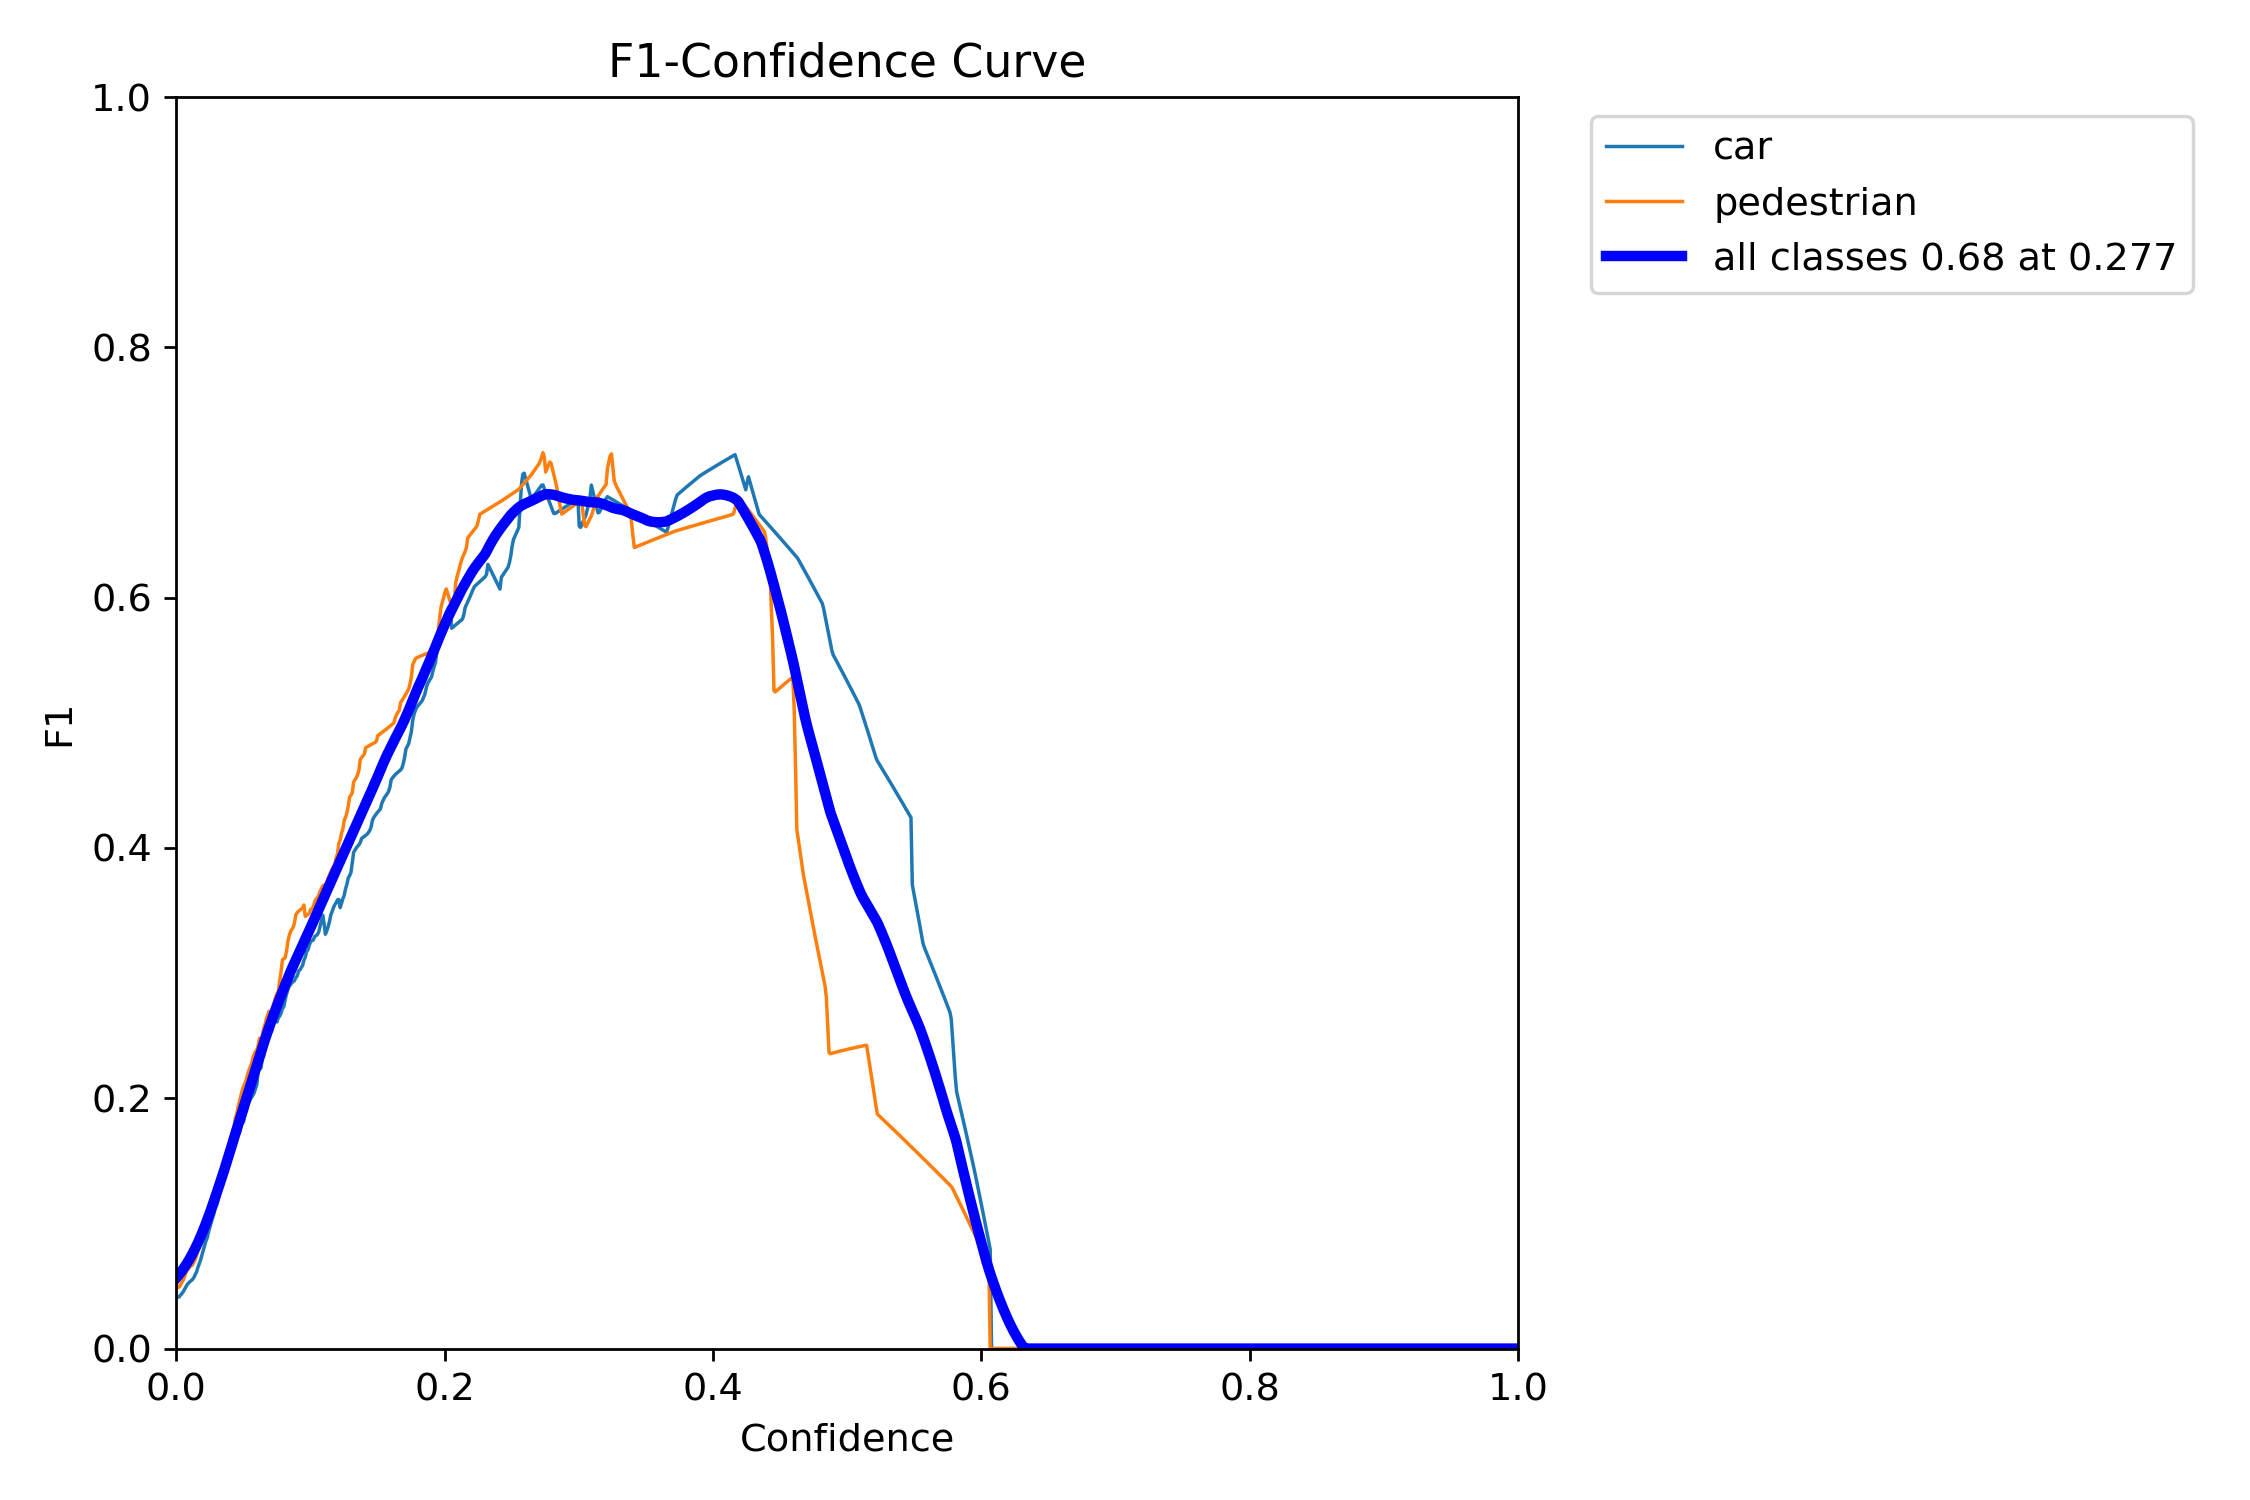 F1-Confidence Curve
1.0
0.8
0.6
0.4
0.2
0.0
F1
0.0 0.2 0.4 0.6 0.8 1.0
Confidence
car
pedestrian
all classes 0.68 at 0.277